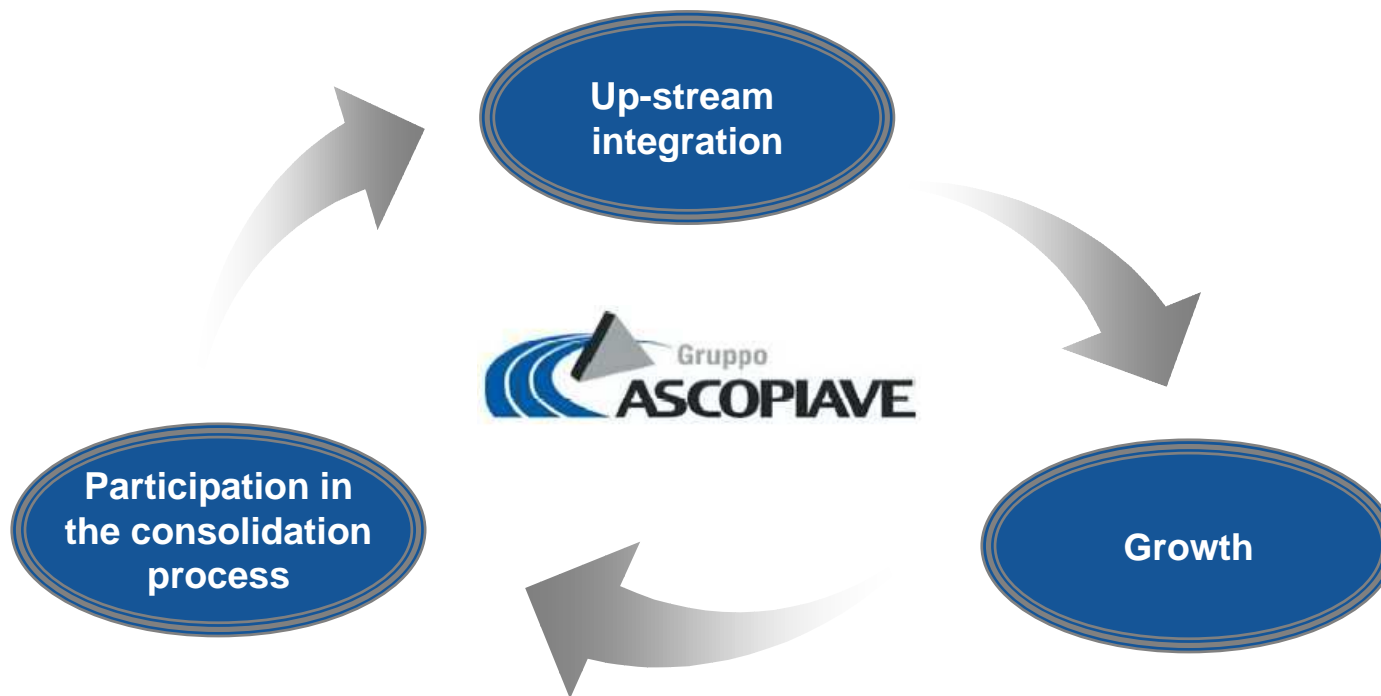 Up-stream
integration
Gruppo
ASCOPIAVE
Participation in
the consolidation
process
Growth